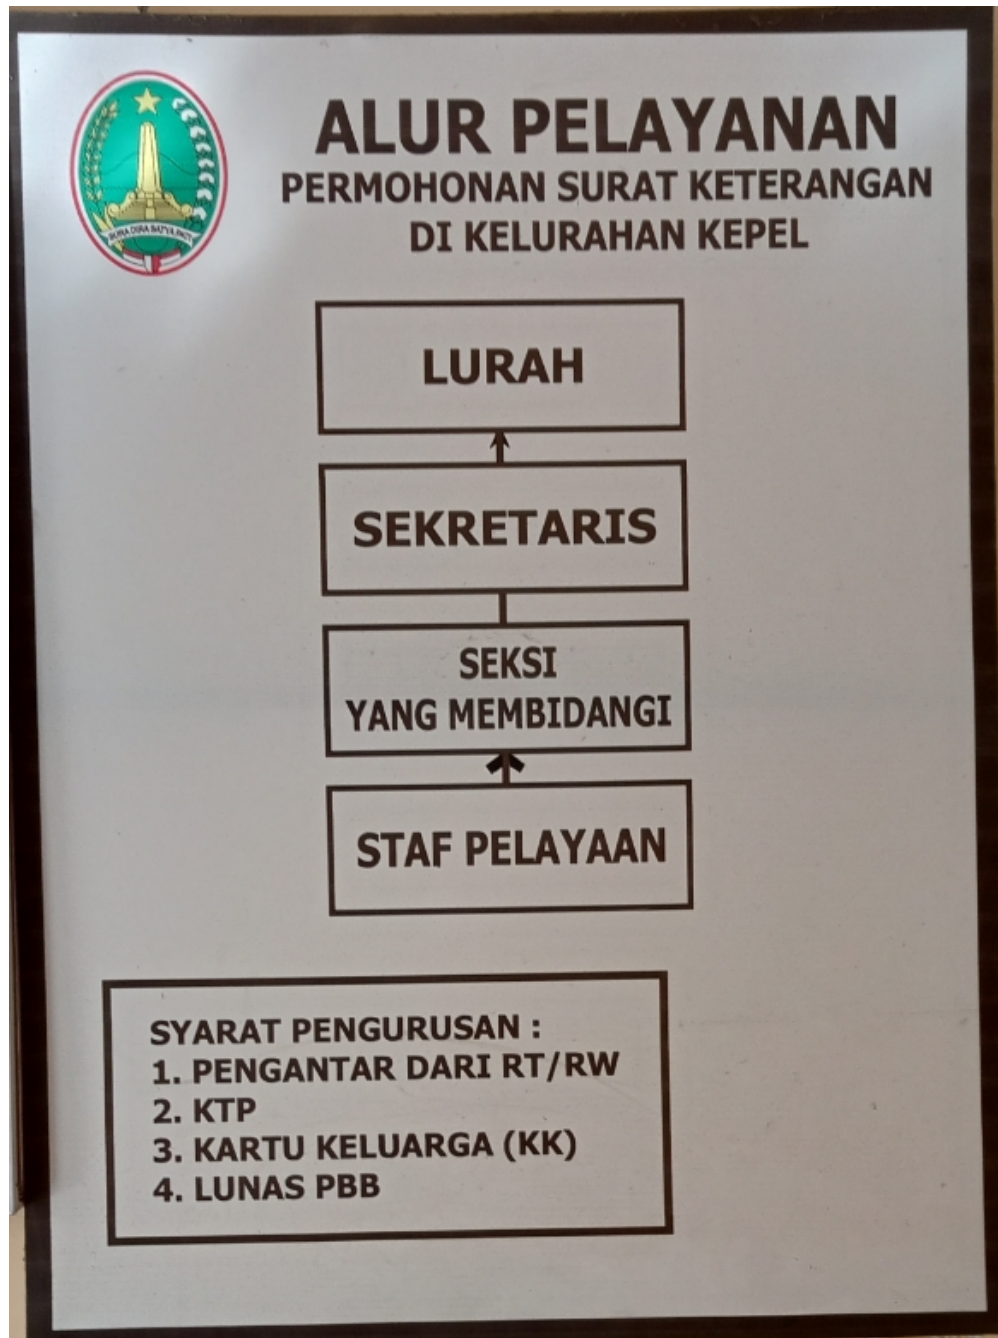 ALUR PELAYANAN
PERMOHONAN SURAT KETERANGAN
DI KELURAHAN KEPEL
LURAH
SEKRETARIS
SEKSI
YANG MEMBIDANGI
STAF PELAYAAN
SYARAT PENGURUSAN :
1. PENGANTAR DARI RT/RW
2. KTP
3. KARTU KELUARGA (KK)
4. LUNAS PBB